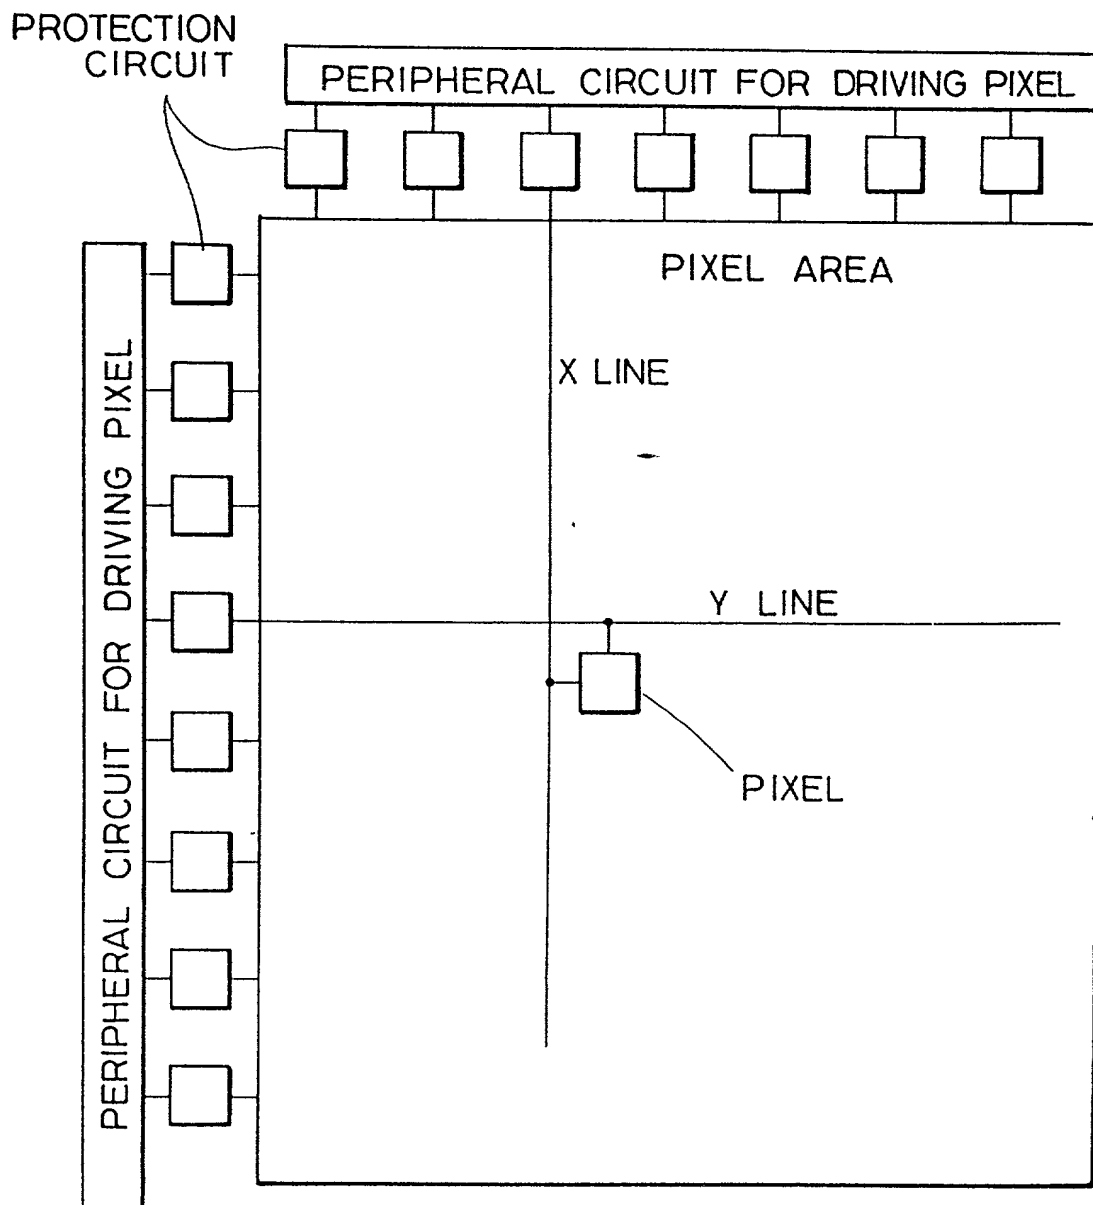 PROTECTION
CIRCUIT
PERIPHERAL CIRCUIT FOR DRIVING PIXEL
PIXEL AREA
X LINE
PERIPHERAL CIRCUIT FOR DRIVING PIXEL
Y LINE
PIXEL